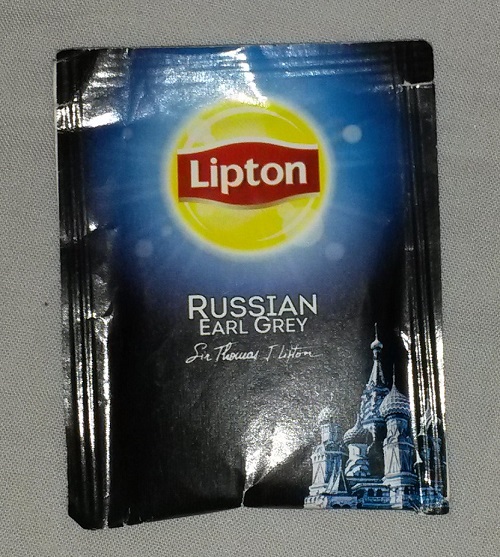 Lipton
RUSSIAN
EARL GREY
Sir Thomas J Lipton